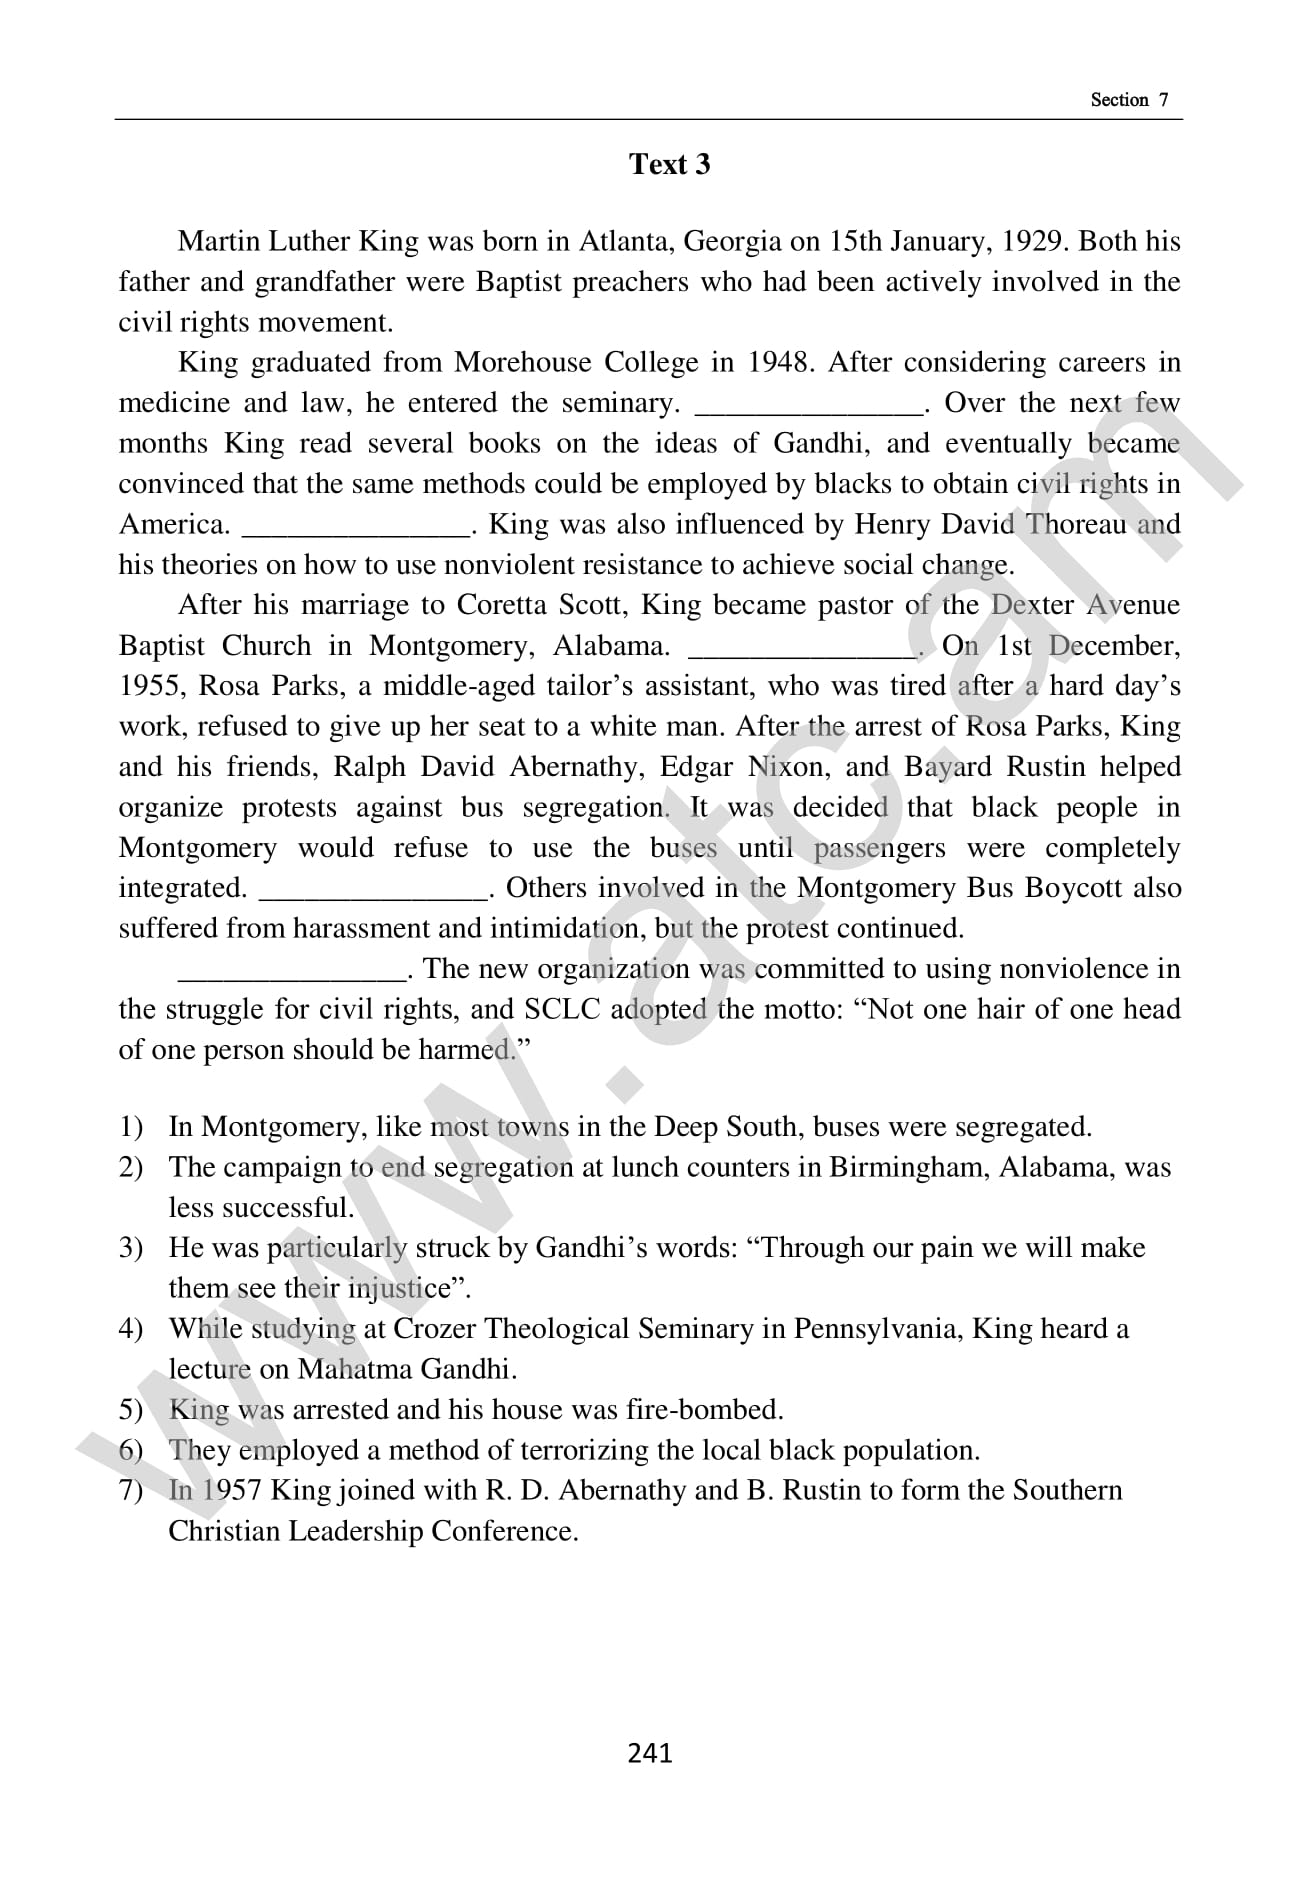 Section 7
Text 3
Martin Luther King was born in Atlanta, Georgia on 15th January, 1929. Both his
father and grandfather were Baptist preachers who had been actively involved in the
civil rights movement.
King graduated from Morehouse College in 1948. After considering careers in
medicine and law, he entered the seminary. _______________. Over the next few
months King read several books on the ideas of Gandhi, and eventually became
convinced that the same methods could be employed by blacks to obtain civil rights in
America. _______________. King was also influenced by Henry David Thoreau and
his theories on how to use nonviolent resistance to achieve social change.
After his marriage to Coretta Scott, King became pastor of the Dexter Avenue
Baptist Church in Montgomery, Alabama. _______________. On 1st December,
1955, Rosa Parks, a middle-aged tailor’s assistant, who was tired after a hard day’s
work, refused to give up her seat to a white man. After the arrest of Rosa Parks, King
and his friends, Ralph David Abernathy, Edgar Nixon, and Bayard Rustin helped
organize protests against bus segregation. It was decided that black people in
Montgomery would refuse to use the buses until passengers were completely
integrated. _______________. Others involved in the Montgomery Bus Boycott also
suffered from harassment and intimidation, but the protest continued.
_______________. The new organization was committed to using nonviolence in
the struggle for civil rights, and SCLC adopted the motto: “Not one hair of one head
of one person should be harmed.”
1) In Montgomery, like most towns in the Deep South, buses were segregated.
2) The campaign to end segregation at lunch counters in Birmingham, Alabama, was
less successful.
3) He was particularly struck by Gandhi’s words: “Through our pain we will make
them see their injustice”.
4) While studying at Crozer Theological Seminary in Pennsylvania, King heard a
lecture on Mahatma Gandhi.
5) King was arrested and his house was fire-bombed.
6) They employed a method of terrorizing the local black population.
7) In 1957 King joined with R. D. Abernathy and B. Rustin to form the Southern
Christian Leadership Conference.
241
www.atc.am